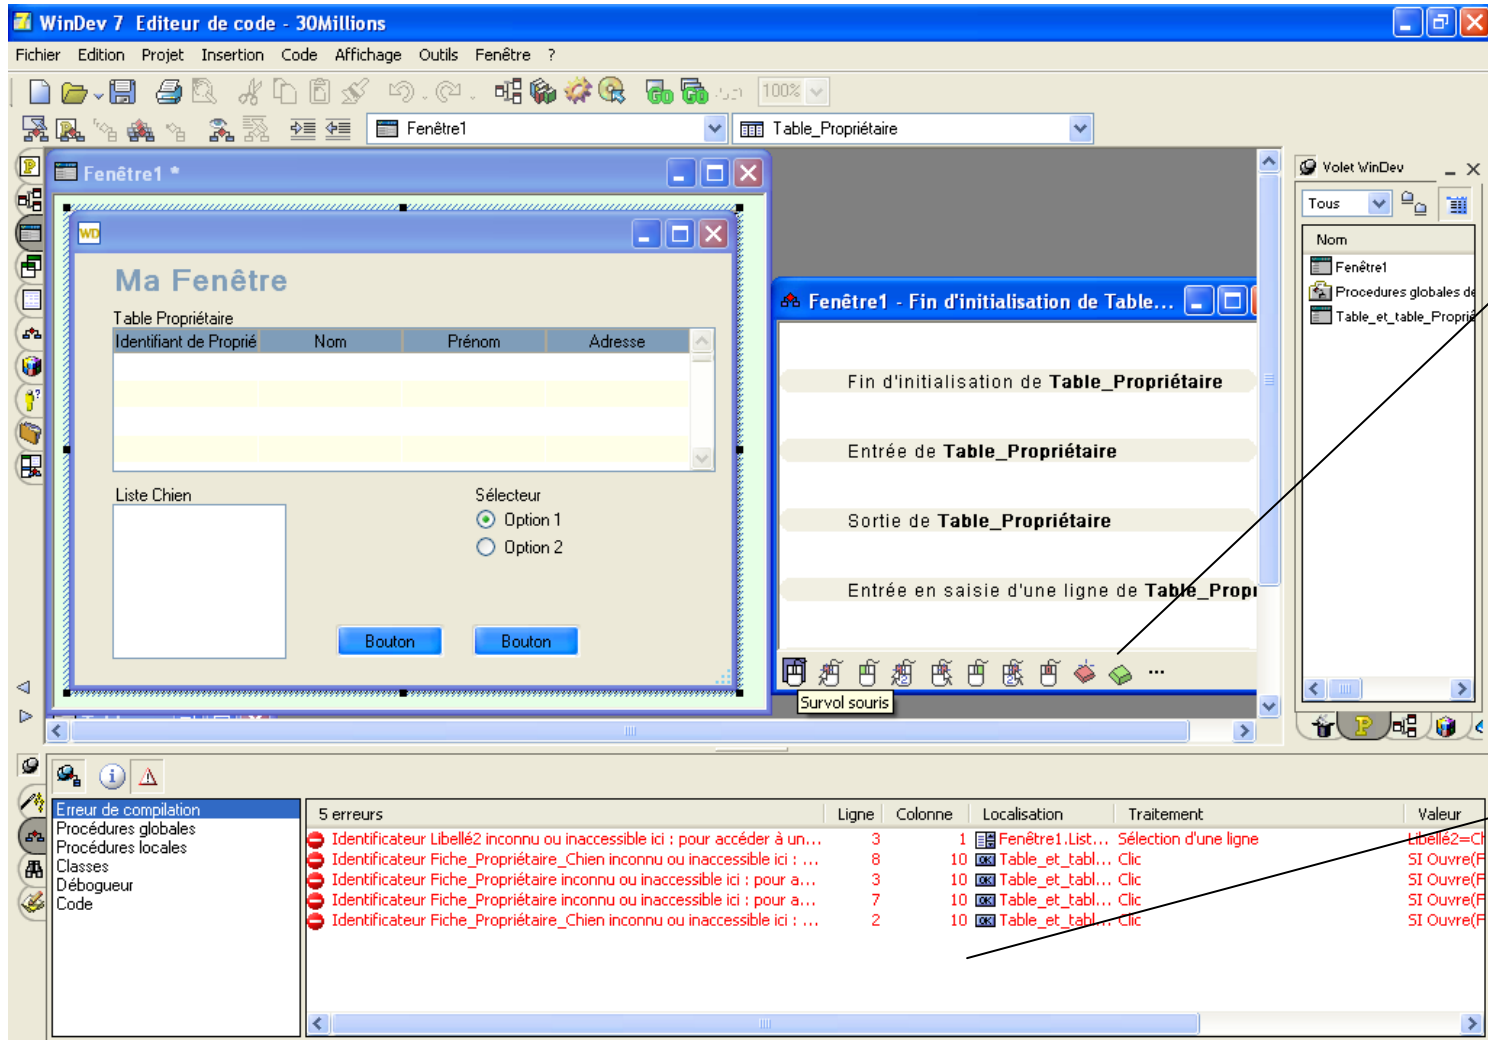 WinDev 7 Editeur de code - 30Millions
Fichier Edition Projet Insertion Code Affichage Outils Fenêtre ?
100%
Fenêtre1 Table_Propriétaire
Fenêtre1 *
Ma Fenêtre
Table Propriétaire
Identifiant de Proprié Nom Prénom Adresse
Liste Chien
Sélecteur
Option 1
Option 2
Bouton Bouton
Fenêtre1 - Fin d'initialisation de Table...
Fin d'initialisation de Table_Propriétaire
Entrée de Table_Propriétaire
Sortie de Table_Propriétaire
Entrée en saisie d'une ligne de Table_Propr
Survol souris
Volet WinDev
Tous
Nom
Fenêtre1
Procedures globales de
Table_et_table_Proprié
Erreur de compilation
Procédures globales
Procédures locales
Classes
Débogueur
Code
5 erreurs Ligne Colonne Localisation Traitement Valeur
Identificateur Libellé2 inconnu ou inaccessible ici : pour accéder à un... 3 1 Fenêtre1.List... Sélection d'une ligne Libellé2=Ch
Identificateur Fiche_Propriétaire_Chien inconnu ou inaccessible ici : ... 8 10 Table_et_tabl... Clic SI Ouvre(F
Identificateur Fiche_Propriétaire inconnu ou inaccessible ici : pour a... 3 10 Table_et_tabl... Clic SI Ouvre(F
Identificateur Fiche_Propriétaire inconnu ou inaccessible ici : pour a... 7 10 Table_et_tabl... Clic SI Ouvre(F
Identificateur Fiche_Propriétaire_Chien inconnu ou inaccessible ici : ... 2 10 Table_et_tabl... Clic SI Ouvre(F